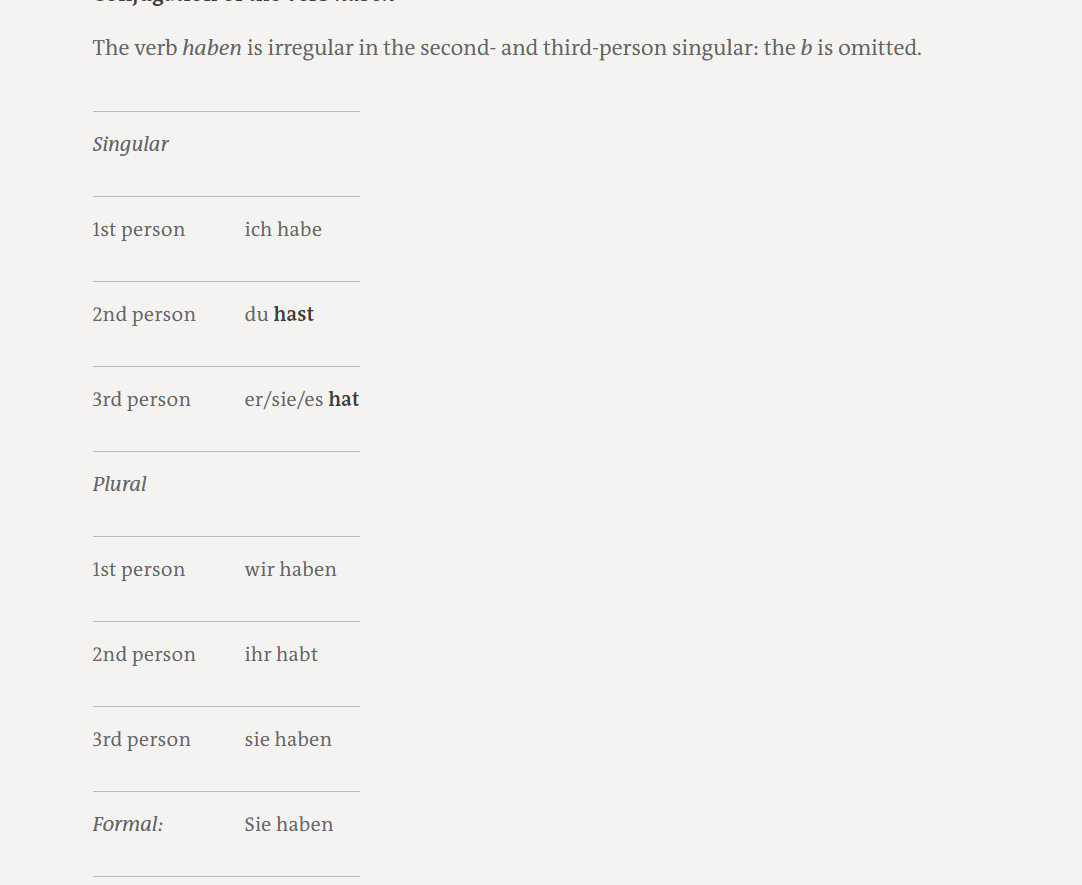 The verb haben is irregular in the second- and third-person singular: the b is omitted.
Singular
1st person ich habe
2nd person du hast
3rd person er/sie/es hat
Plural
1st person wir haben
2nd person ihr habt
3rd person sie haben
Formal: Sie haben